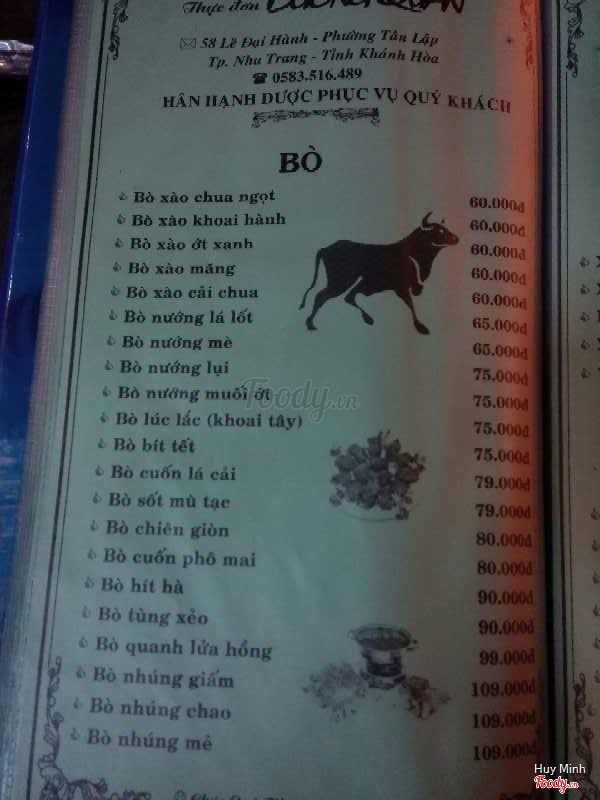 Thực đơn
58 Lê Đại Hành - Phường Tân Lập
Tp. Nha Trang - Tỉnh Khánh Hòa
0583.516.489
HÂN HẠNH ĐƯỢC PHỤC VỤ QUÝ KHÁCH
BÒ
Bò xào chua ngọt 60.000đ
Bò xào khoai hành 60.000đ
Bò xào ớt xanh 60.000đ
Bò xào măng 60.000đ
Bò xào cải chua 60.000đ
Bò nướng lá lốt 65.000đ
Bò nướng mè 65.000đ
Bò nướng lụi 75.000đ
Bò nướng muối ớt 75.000đ
Bò lúc lắc (khoai tây) 75.000đ
Bò bít tết 75.000đ
Bò cuốn lá cải 79.000đ
Bò sốt mù tạc 79.000đ
Bò chiên giòn 80.000đ
Bò cuốn phô mai 80.000đ
Bò hít hà 90.000đ
Bò tùng xẻo 90.000đ
Bò quanh lửa hồng 99.000đ
Bò nhúng giấm 109.000đ
Bò nhúng chao 109.000đ
Bò nhúng mẻ 109.000đ
Foody.vn
Huy Minh
Foody.vn